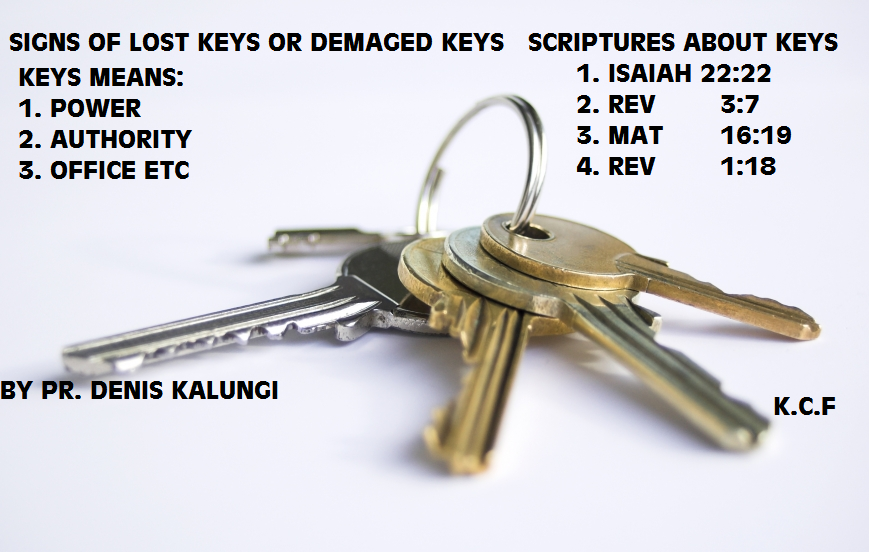 SIGNS OF LOST KEYS OR DEMAGED KEYS
KEYS MEANS:
1. POWER
2. AUTHORITY
3. OFFICE ETC
SCRIPTURES ABOUT KEYS
1. ISAIAH 22:22
2. REV 3:7
3. MAT 16:19
4. REV 1:18
BY PR. DENIS KALUNGI
K.C.F